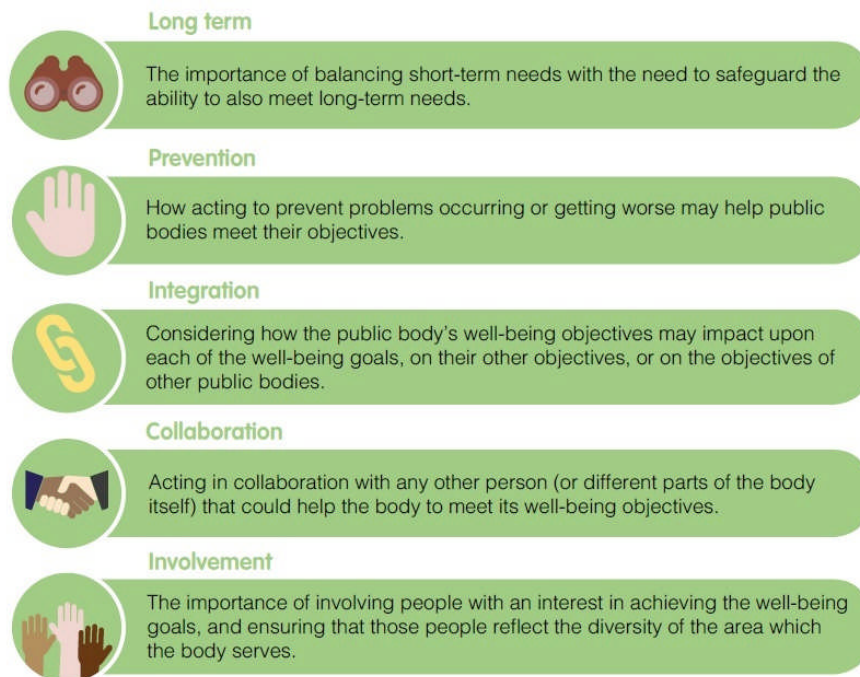 Long term
The importance of balancing short-term needs with the need to safeguard the
ability to also meet long-term needs.
Prevention
How acting to prevent problems occurring or getting worse may help public
bodies meet their objectives.
Integration
Considering how the public body's well-being objectives may impact upon
each of the well-being goals, on their other objectives, or on the objectives of
other public bodies.
Collaboration
Acting in collaboration with any other person (or different parts of the body
itself) that could help the body to meet its well-being objectives.
Involvement
The importance of involving people with an interest in achieving the well-being
goals, and ensuring that those people reflect the diversity of the area which
the body serves.